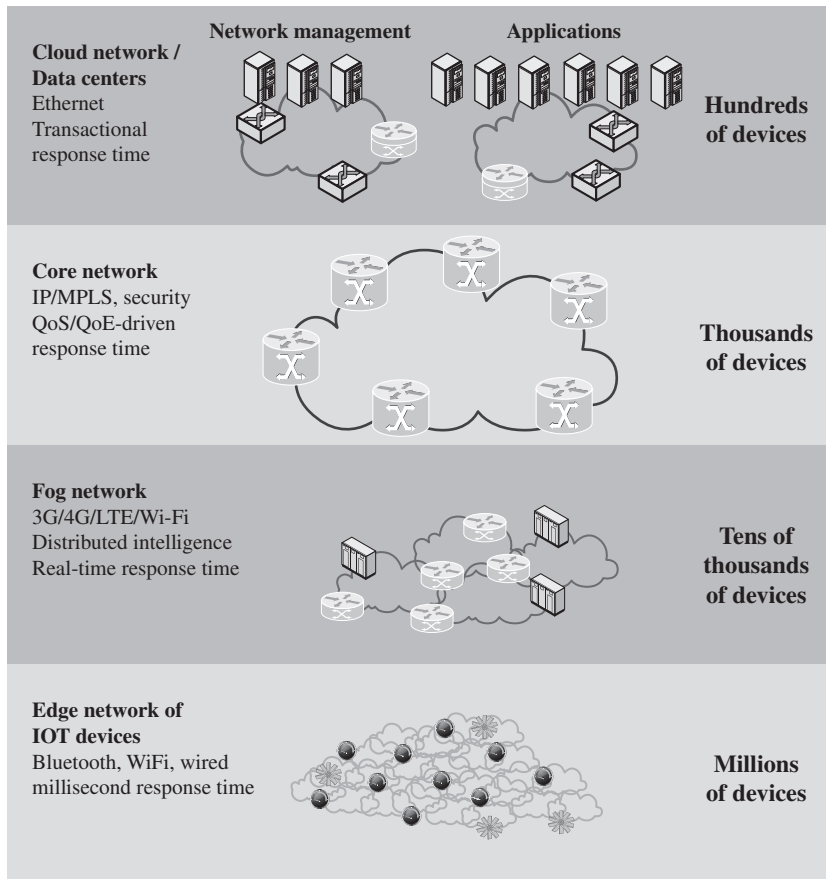 Network management
Applications
Cloud network /
Data centers
Ethernet
Transactional
response time
Hundreds
of devices
Core network
IP/MPLS, security
QoS/QoE-driven
response time
Thousands
of devices
Fog network
3G/4G/LTE/Wi-Fi
Distributed intelligence
Real-time response time
Tens of
thousands
of devices
Edge network of
IOT devices
Bluetooth, WiFi, wired
millisecond response time
Millions
of devices